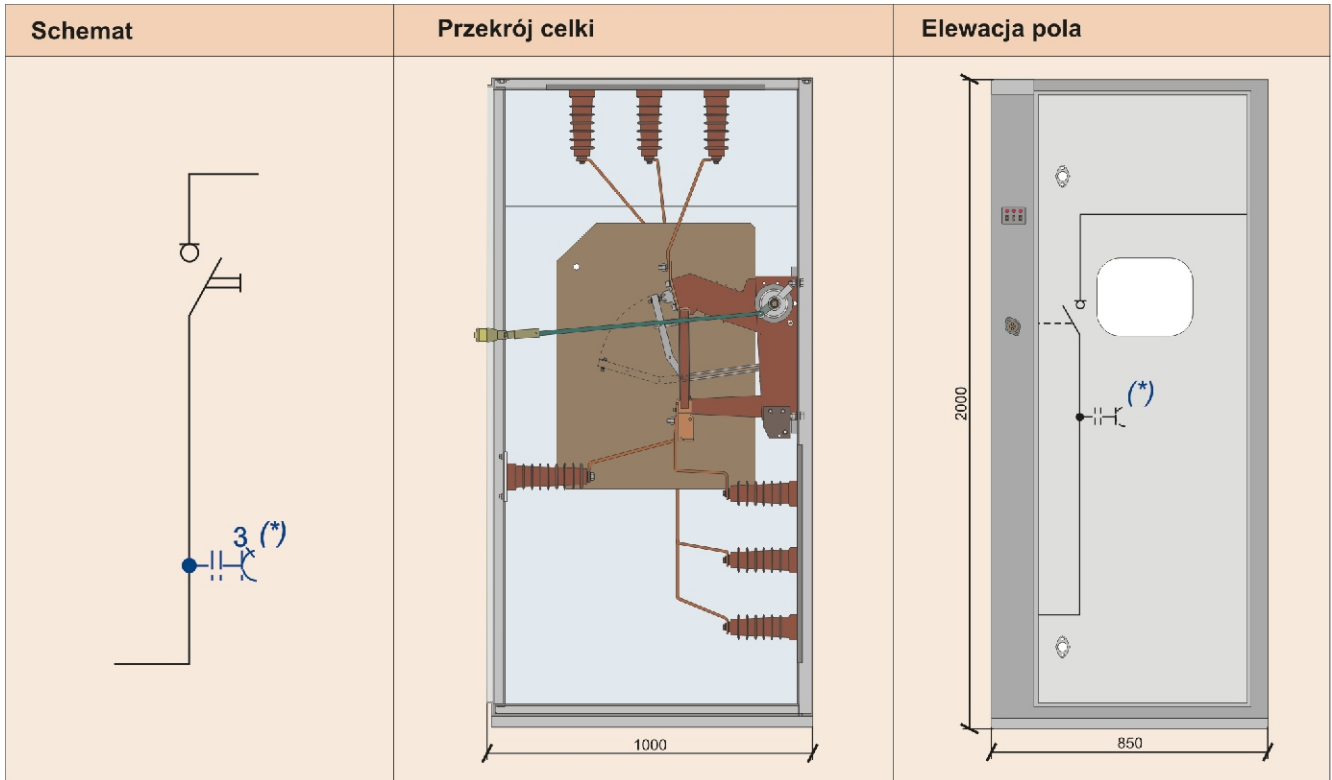 Schemat
Przekrój celki
Elewacja pola
3 (*)
1000
2000
(*)
850